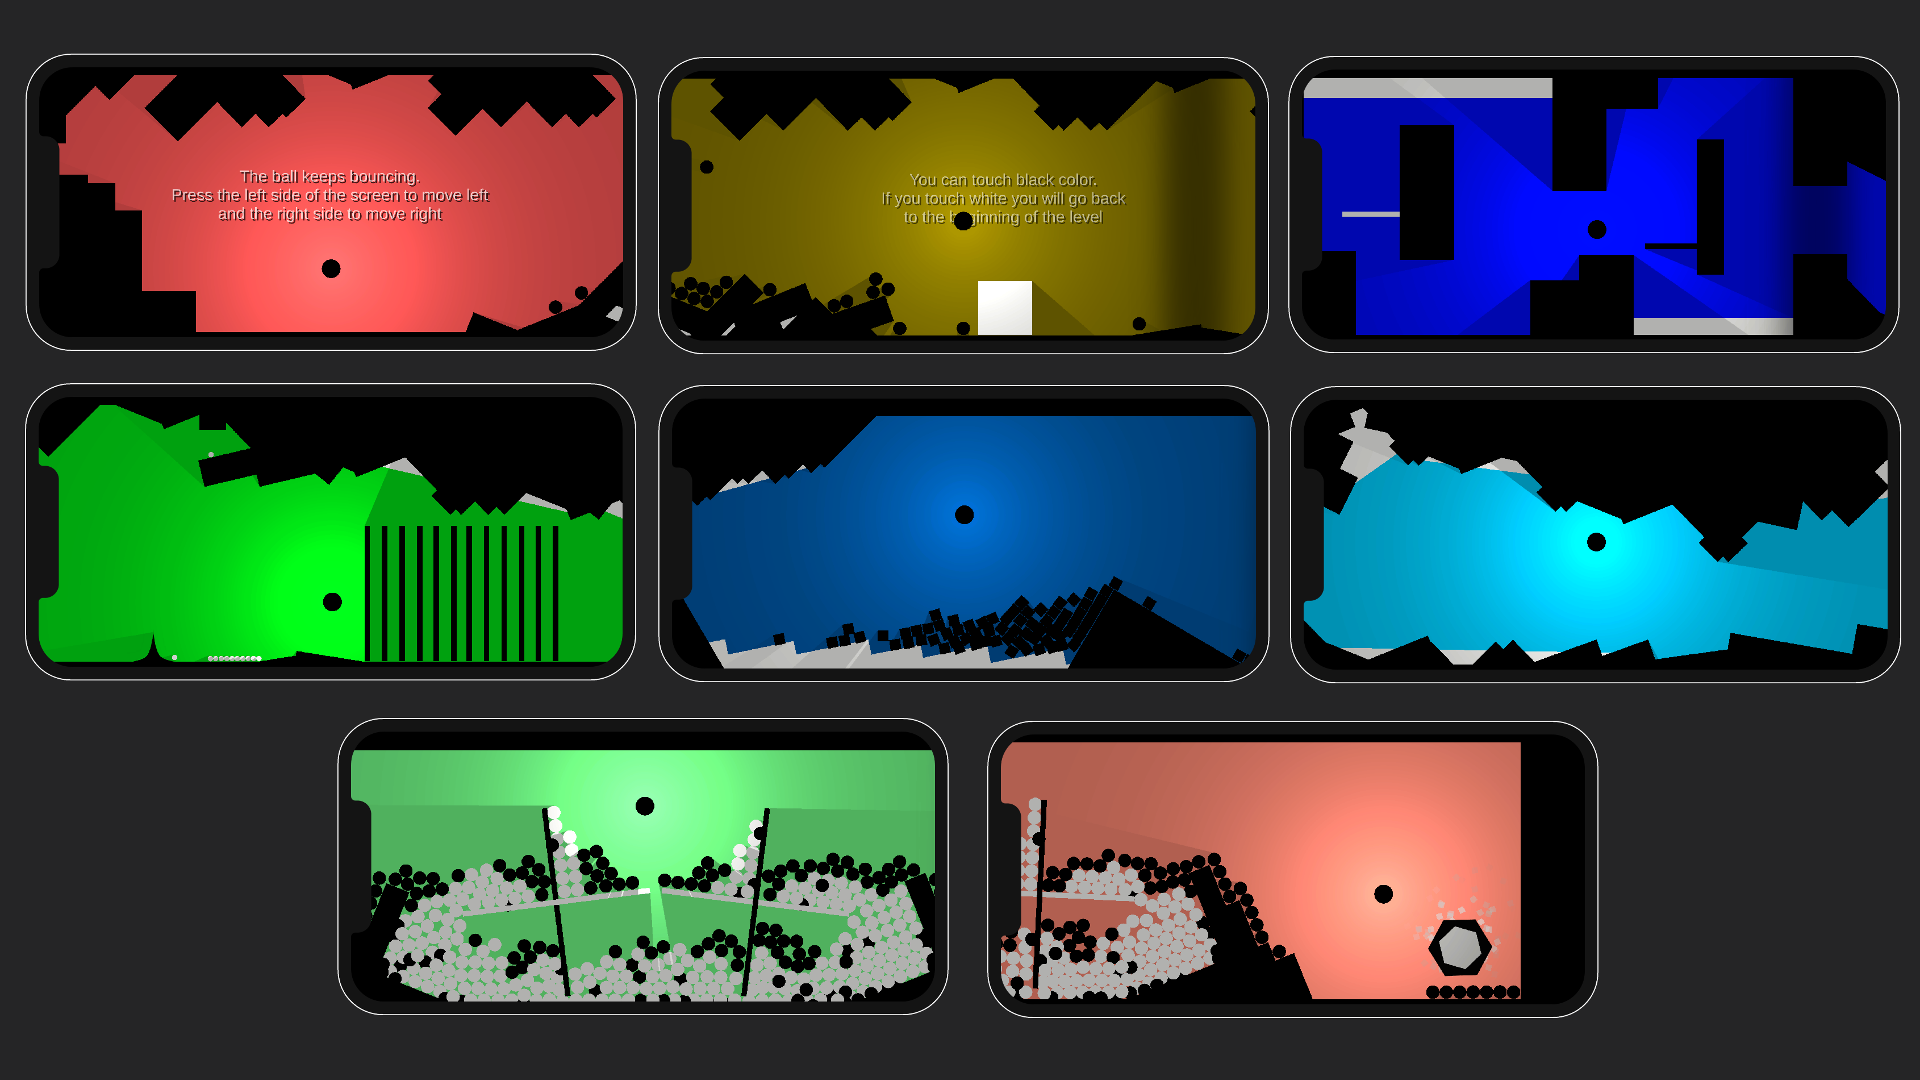 The ball keeps bouncing.
Press the left side of the screen to move left
and the right side to move right
You can touch black color.
If you touch white you will go back
to the beginning of the level